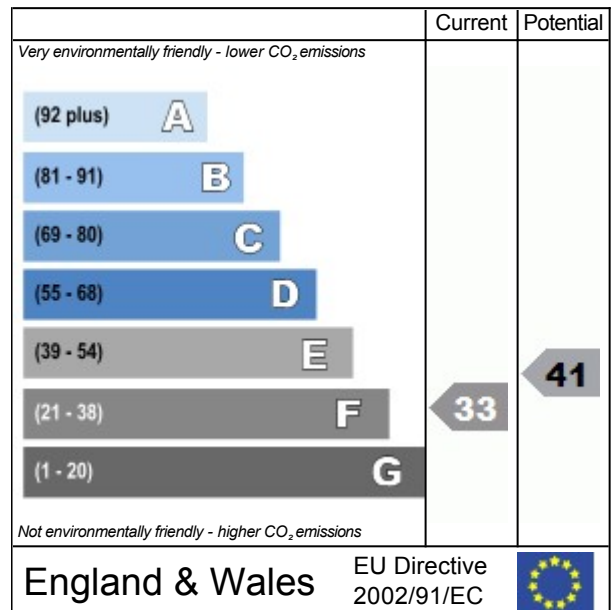 Current Potential
Very environmentally friendly - lower CO₂ emissions
(92 plus) A
(81 - 91) B
(69 - 80) C
(55 - 68) D
(39 - 54) E
41
(21 - 38) F 33
(1 - 20) G
Not environmentally friendly - higher CO₂ emissions
England & Wales
EU Directive
2002/91/EC